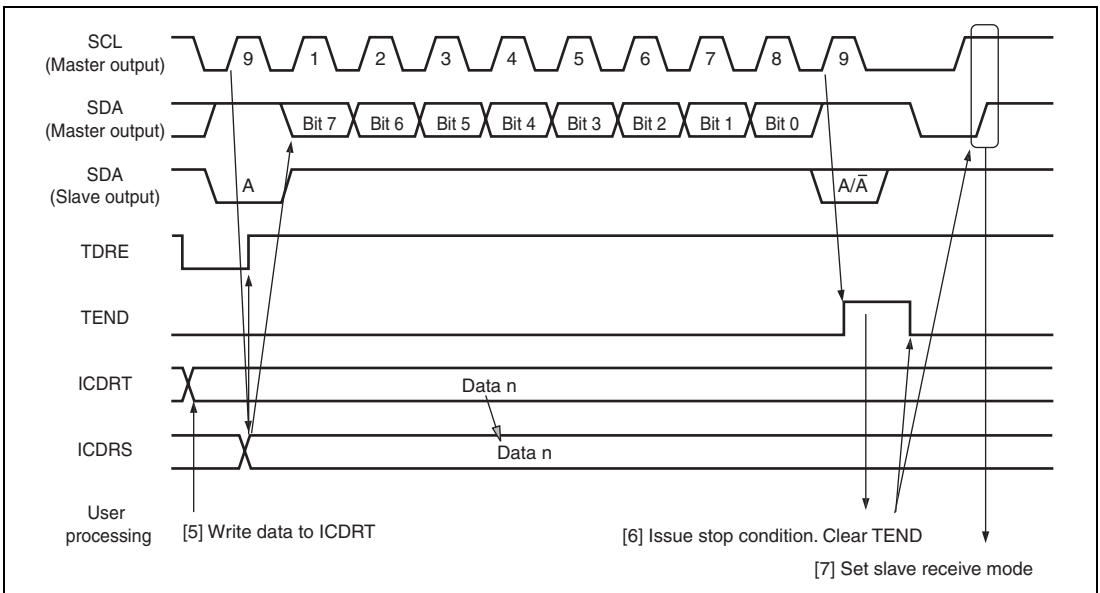 SCL
(Master output)
9 1 2 3 4 5 6 7 8 9
SDA
(Master output)
Bit 7 Bit 6 Bit 5 Bit 4 Bit 3 Bit 2 Bit 1 Bit 0
SDA
(Slave output)
A A/A̅
TDRE
TEND
ICDRT
Data n
ICDRS
Data n
User
processing
[5] Write data to ICDRT
[6] Issue stop condition. Clear TEND
[7] Set slave receive mode